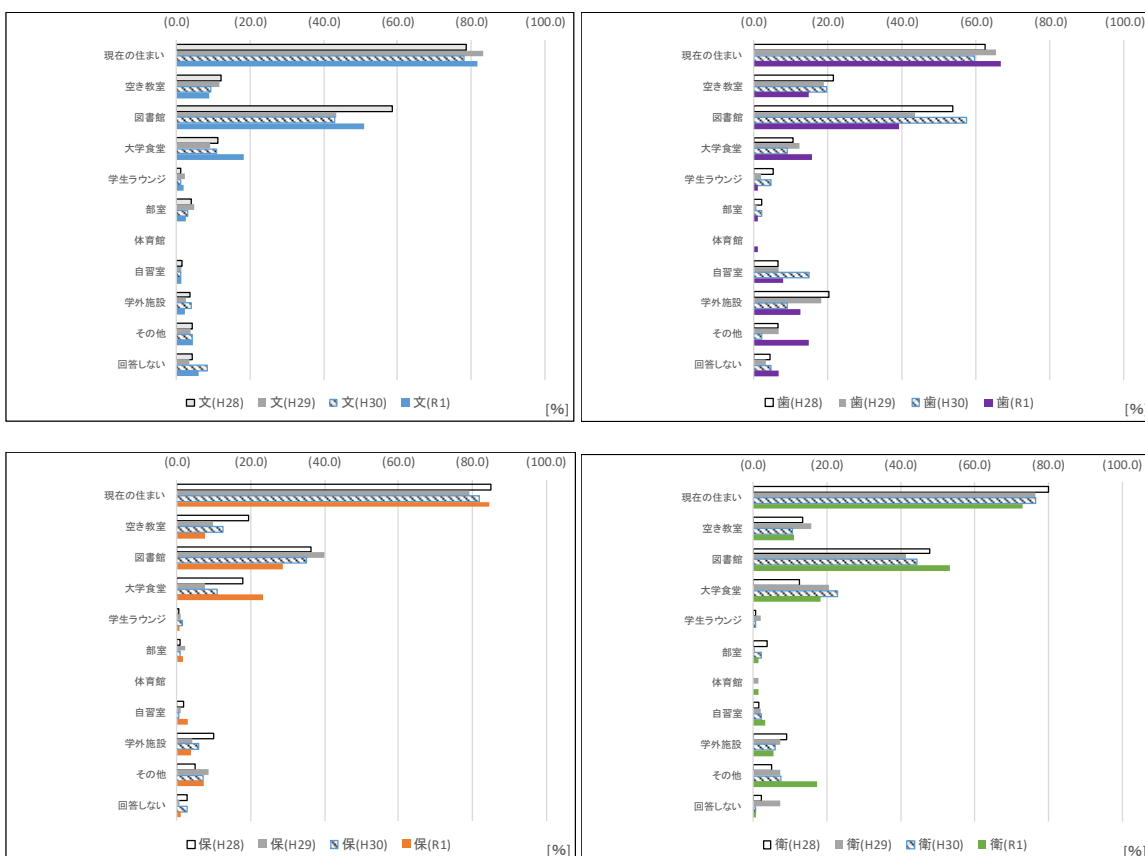 (0.0) (20.0) (40.0) (60.0) (80.0) (100.0)
現在の住まい
空き教室
図書館
大学食堂
学生ラウンジ
部室
体育館
自習室
学外施設
その他
回答しない
文(H28) 文(H29) 文(H30) 文(R1)
[%]
(0.0) (20.0) (40.0) (60.0) (80.0) (100.0)
現在の住まい
空き教室
図書館
大学食堂
学生ラウンジ
部室
体育館
自習室
学外施設
その他
回答しない
歯(H28) 歯(H29) 歯(H30) 歯(R1)
[%]
(0.0) (20.0) (40.0) (60.0) (80.0) (100.0)
現在の住まい
空き教室
図書館
大学食堂
学生ラウンジ
部室
体育館
自習室
学外施設
その他
回答しない
保(H28) 保(H29) 保(H30) 保(R1)
[%]
(0.0) (20.0) (40.0) (60.0) (80.0) (100.0)
現在の住まい
空き教室
図書館
大学食堂
学生ラウンジ
部室
体育館
自習室
学外施設
その他
回答しない
衛(H28) 衛(H29) 衛(H30) 衛(R1)
[%]